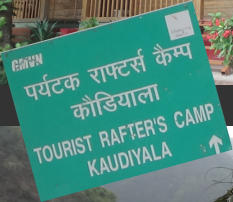 GMVN
पर्यटक राफ्टर्स कैम्प
कौडियाला
TOURIST RAFTER'S CAMP
KAUDIYALA